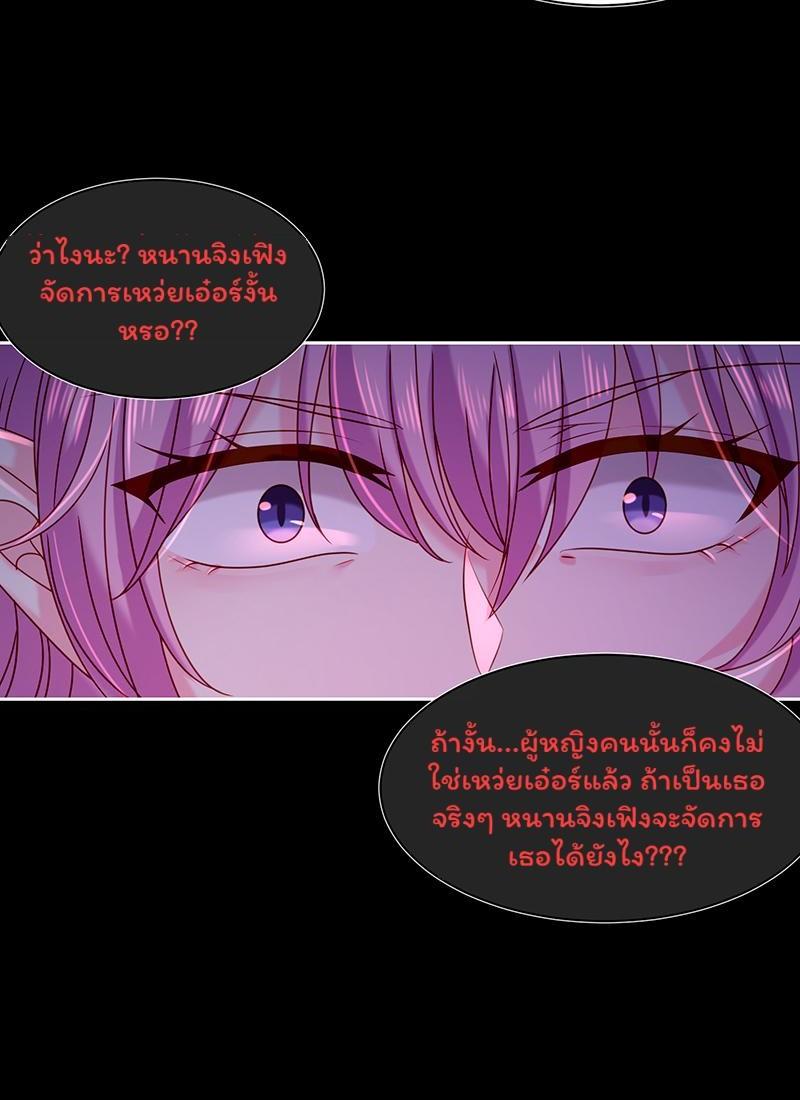 ว่าไงนะ? หนานจิงเฟิง
จัดการเหว่ยเอ๋อร์งั้น
หรอ??
ถ้างั้น...ผู้หญิงคนนั้นก็คงไม่
ใช่เหว่ยเอ๋อร์แล้ว ถ้าเป็นเธอ
จริงๆ หนานจิงเฟิงจะจัดการ
เธอได้ยังไง???